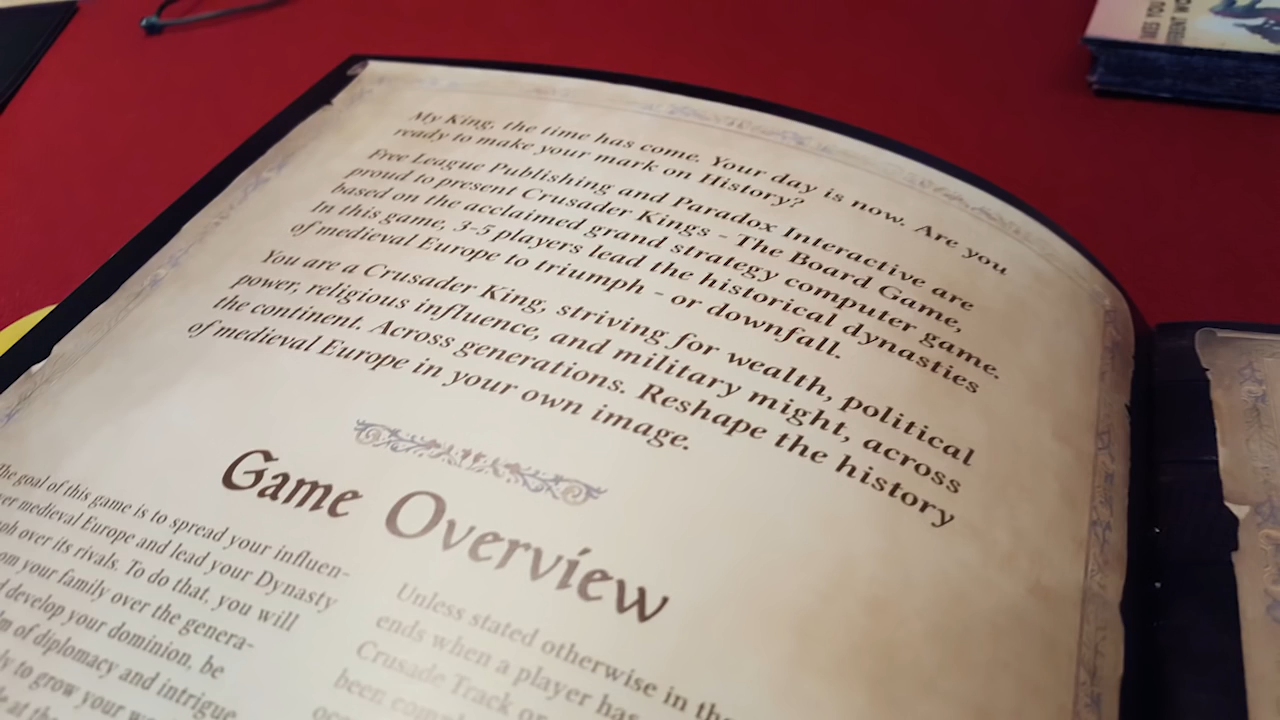 My King, the time has come. Your day is now. Are you
ready to make your mark on History?
Free League Publishing and Paradox Interactive are
proud to present Crusader Kings - The Board Game,
based on the acclaimed grand strategy computer game.
In this game, 3-5 players lead the historical dynasties
of medieval Europe to triumph - or downfall.
You are a Crusader King, striving for wealth, political
power, religious influence, and military might, across
the continent. Across generations. Reshape the history
of medieval Europe in your own image.
Game Overview
The goal of this game is to spread your influen-
medieval Europe and lead your Dynasty
over its rivals. To do that, you will
your family over the genera-
develop your dominion, be
of diplomacy and intrigue
to grow your
at the
Unless stated otherwise in the
ends when a player has
Crusade Track or
been
TAKES YOU